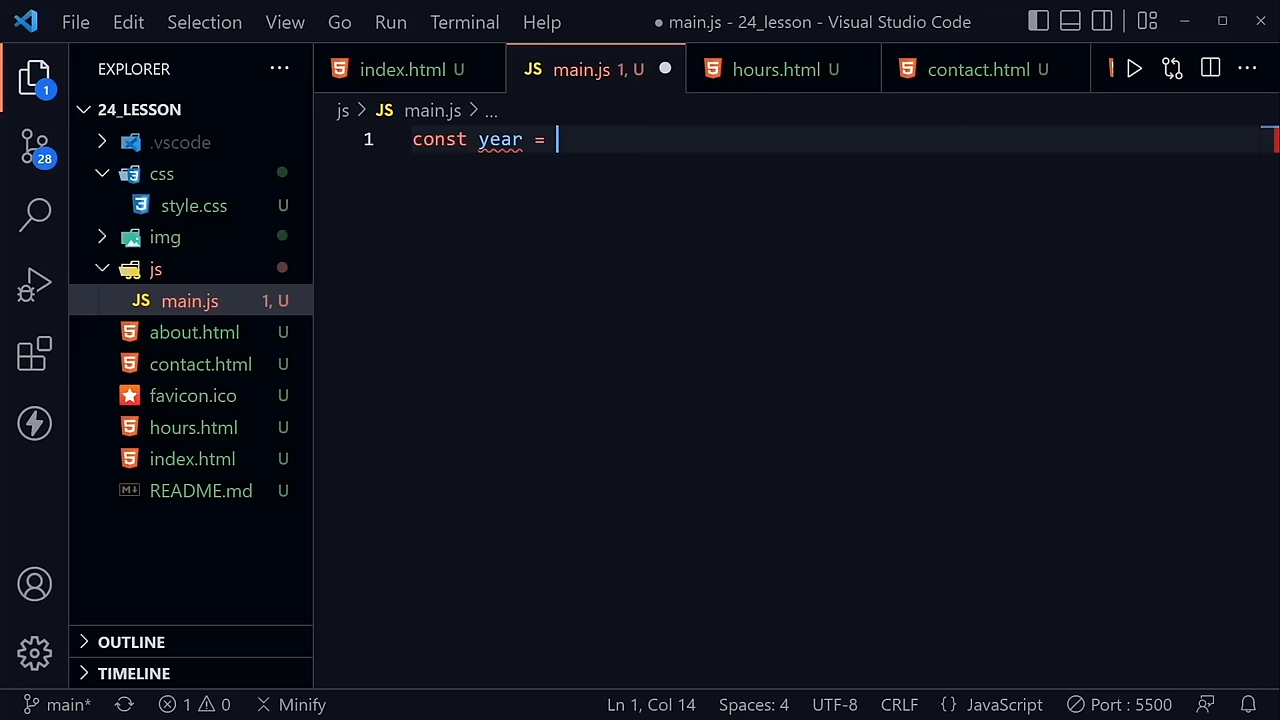 File Edit Selection View Go Run Terminal Help
● main.js - 24_lesson - Visual Studio Code
EXPLORER ...
index.html U
JS main.js 1, U
hours.html U
contact.html U
1
28
24_LESSON
.vscode
css
style.css U
img
js
JS main.js 1, U
about.html U
contact.html U
favicon.ico U
hours.html U
index.html U
README.md U
OUTLINE
TIMELINE
js > JS main.js > ...
1 const year =
main* 1 0 Minify
Ln 1, Col 14 Spaces: 4 UTF-8 CRLF {} JavaScript Port : 5500